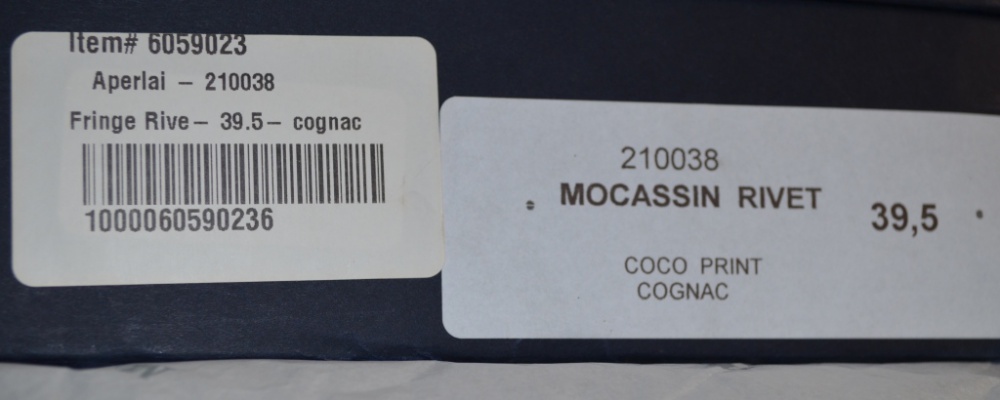 Item# 6059023
Aperlai – 210038
Fringe Rive– 39.5– cognac
1000060590236
210038
MOCASSIN RIVET
39,5
COCO PRINT
COGNAC